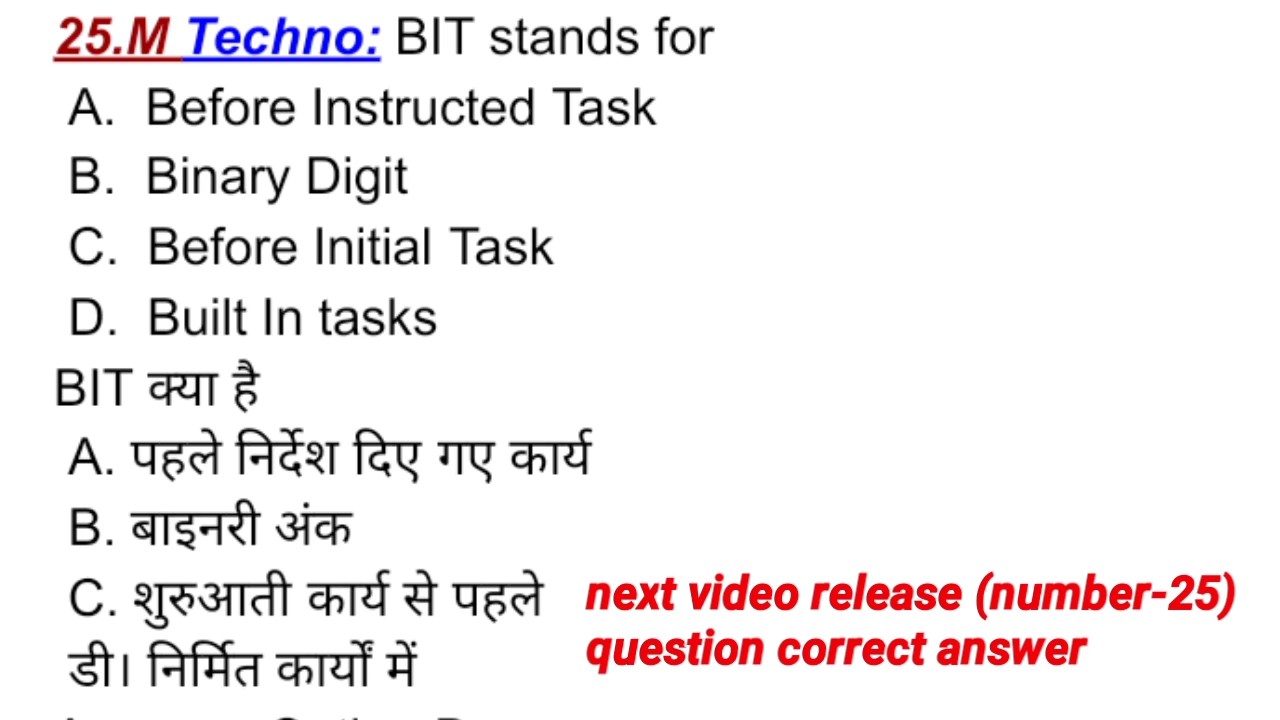 25.M Techno: BIT stands for
A. Before Instructed Task
B. Binary Digit
C. Before Initial Task
D. Built In tasks
BIT क्या है
A. पहले निर्देश दिए गए कार्य
B. बाइनरी अंक
C. शुरुआती कार्य से पहले
डी। निर्मित कार्यों में
next video release (number-25)
question correct answer